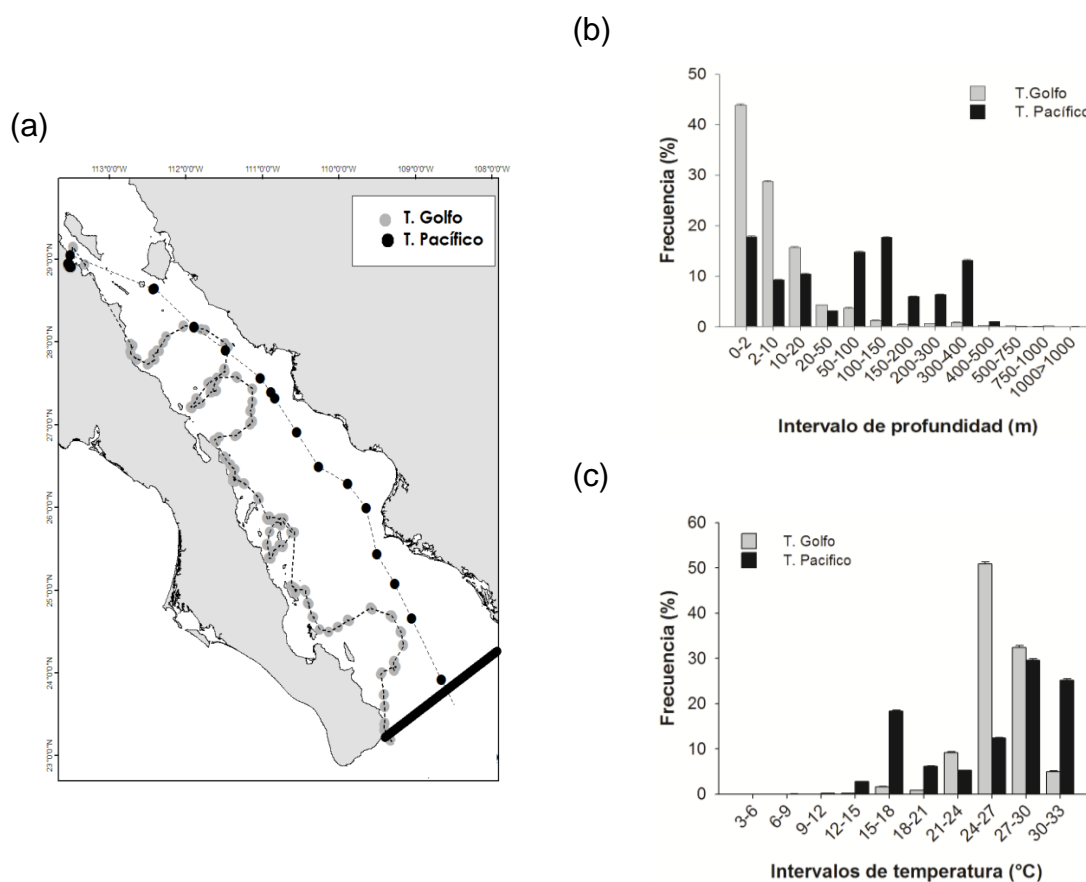 (a)
113°0'0"W 112°0'0"W 111°0'0"W 110°0'0"W 109°0'0"W 108°0'0"W
T. Golfo
T. Pacífico
29°0'0"N
28°0'0"N
27°0'0"N
26°0'0"N
25°0'0"N
24°0'0"N
23°0'0"N
(b)
50
40
30
20
10
0
Frecuencia (%)
T.Golfo
T. Pacífico
0-2 2-10 10-20 20-50 50-100 100-150 150-200 200-300 300-400 400-500 500-750 750-1000 1000>1000
Intervalo de profundidad (m)
(c)
60
50
40
30
20
10
0
Frecuencia (%)
T. Golfo
T. Pacifico
3-6 6-9 9-12 12-15 15-18 18-21 21-24 24-27 27-30 30-33
Intervalos de temperatura (°C)